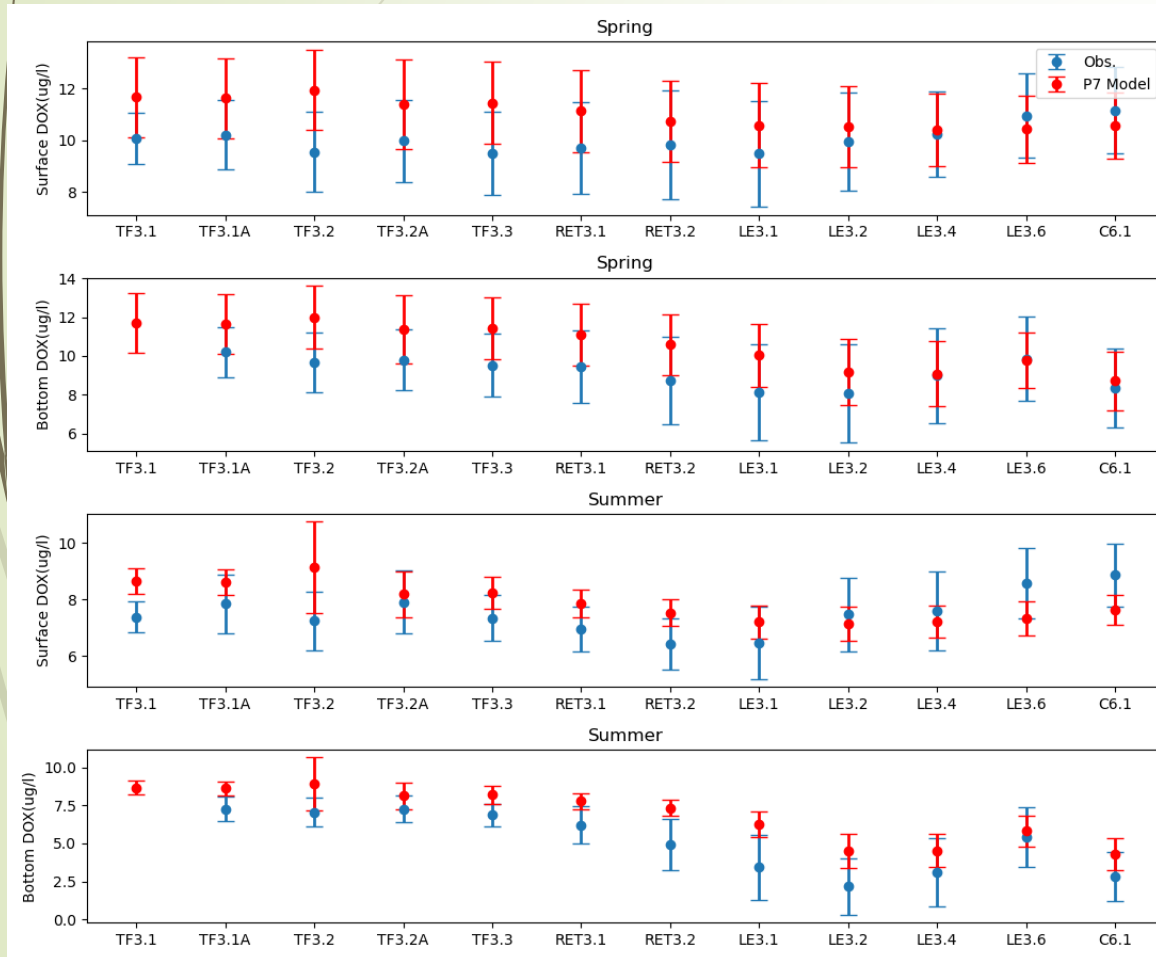 Spring
Obs.
P7 Model
Surface DOX(ug/l)
12
10
8
TF3.1 TF3.1A TF3.2 TF3.2A TF3.3 RET3.1 RET3.2 LE3.1 LE3.2 LE3.4 LE3.6 C6.1
Spring
Bottom DOX(ug/l)
14
12
10
8
6
TF3.1 TF3.1A TF3.2 TF3.2A TF3.3 RET3.1 RET3.2 LE3.1 LE3.2 LE3.4 LE3.6 C6.1
Summer
Surface DOX(ug/l)
10
8
6
TF3.1 TF3.1A TF3.2 TF3.2A TF3.3 RET3.1 RET3.2 LE3.1 LE3.2 LE3.4 LE3.6 C6.1
Summer
Bottom DOX(ug/l)
10.0
7.5
5.0
2.5
0.0
TF3.1 TF3.1A TF3.2 TF3.2A TF3.3 RET3.1 RET3.2 LE3.1 LE3.2 LE3.4 LE3.6 C6.1